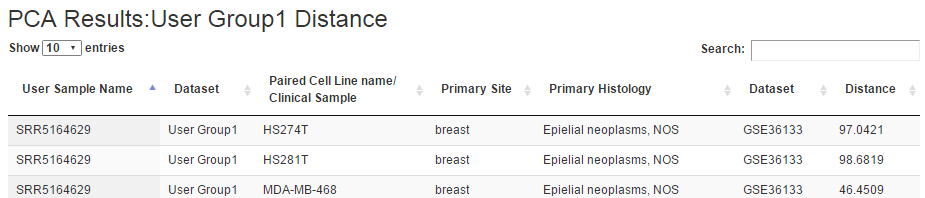 PCA Results:User Group1 Distance
Show 10 entries Search:
User Sample Name Dataset Paired Cell Line name/ Primary Site Primary Histology Dataset Distance
Clinical Sample
SRR5164629 User Group1 HS274T breast Epielial neoplasms, NOS GSE36133 97.0421
SRR5164629 User Group1 HS281T breast Epielial neoplasms, NOS GSE36133 98.6819
SRR5164629 User Group1 MDA-MB-468 breast Epielial neoplasms, NOS GSE36133 46.4509